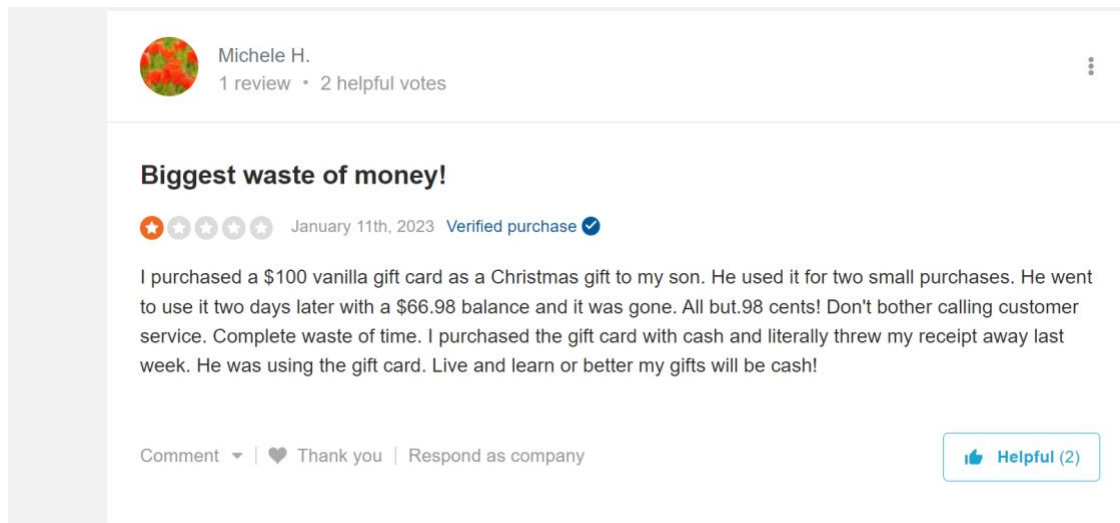 Michele H.
1 review • 2 helpful votes
Biggest waste of money!
January 11th, 2023 Verified purchase
I purchased a $100 vanilla gift card as a Christmas gift to my son. He used it for two small purchases. He went
to use it two days later with a $66.98 balance and it was gone. All but.98 cents! Don't bother calling customer
service. Complete waste of time. I purchased the gift card with cash and literally threw my receipt away last
week. He was using the gift card. Live and learn or better my gifts will be cash!
Comment | Thank you | Respond as company
Helpful (2)